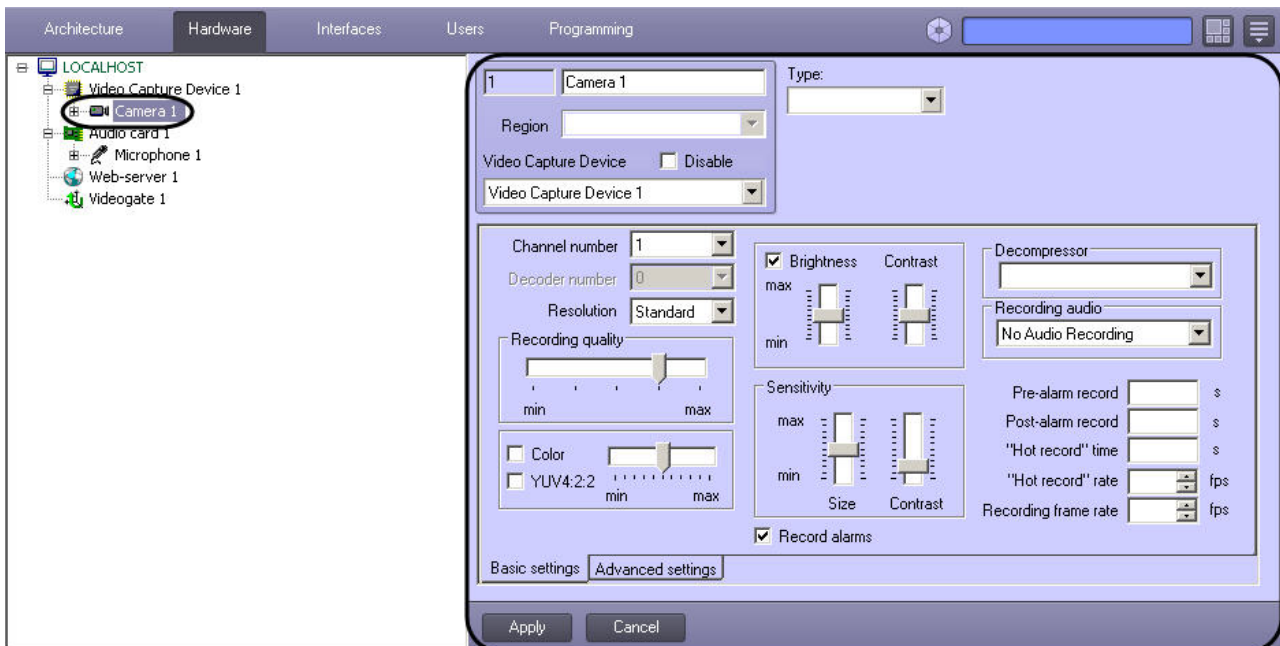 Architecture Hardware Interfaces Users Programming
LOCALHOST
Video Capture Device 1
Camera 1
Audio card 1
Microphone 1
Web-server 1
Videogate 1
1 Camera 1
Type:
Region
Video Capture Device Disable
Video Capture Device 1
Channel number 1
Decoder number 0
Resolution Standard
Recording quality
min max
Color
YUV4:2:2
min max
Brightness Contrast
max
min
Sensitivity
max
min
Size Contrast
Record alarms
Decompressor
Recording audio
No Audio Recording
Pre-alarm record s
Post-alarm record s
"Hot record" time s
"Hot record" rate fps
Recording frame rate fps
Basic settings Advanced settings
Apply Cancel